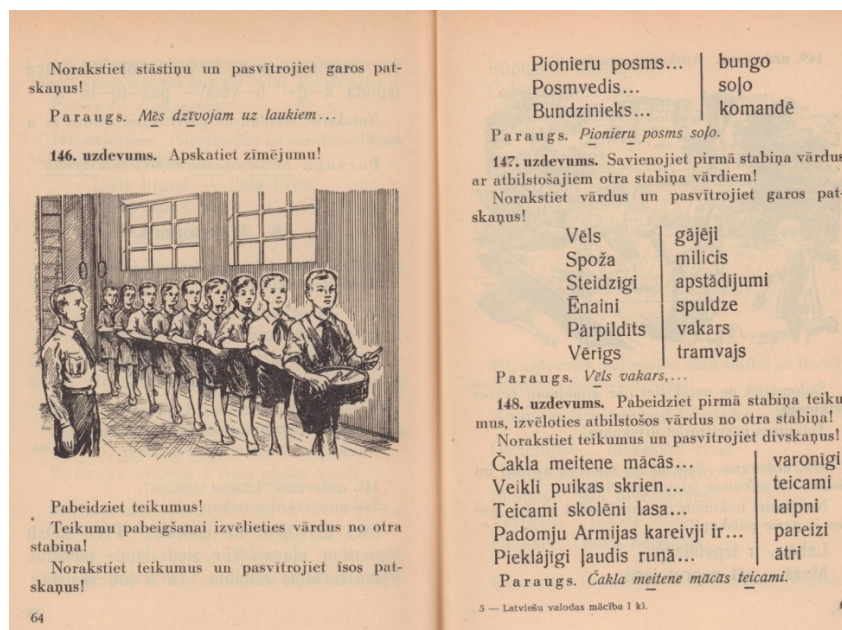 Norakstiet stāstiņu un pasvītrojiet garos pat-
skaņus!
Paraugs. Mēs dzīvojam uz laukiem...
146. uzdevums. Apskatiet zīmējumu!
Pabeidziet teikumus!
Teikumu pabeigšanai izvēlieties vārdus no otra
stabiņa!
Norakstiet teikumus un pasvītrojiet īsos pat-
skaņus!
64
Pionieru posms... bungo
Posmvedis... soļo
Bundzinieks... komandē
Paraugs. Pionieru posms soļo.
147. uzdevums. Savienojiet pirmā stabiņa vārdus
ar atbilstošajiem otra stabiņa vārdiem!
Norakstiet vārdus un pasvītrojiet garos pat-
skaņus!
Vēls gājēji
Spoža milicis
Steidzīgi apstādījumi
Ēnaini spuldze
Pārpildīts vakars
Vērīgs tramvajs
Paraugs. Vēls vakars,...
148. uzdevums. Pabeidziet pirmā stabiņa teiku
mus, izvēloties atbilstošos vārdus no otra stabiņa!
Norakstiet teikumus un pasvītrojiet divskaņus!
Čakla meitene mācās... varonīgi
Veikli puikas skrien... teicami
Teicami skolēni lasa... laipni
Padomju Armijas kareivji ir... pareizi
Pieklājīgi ļaudis runā... ātri
Paraugs. Čakla meitene mācās teicami.
5 — Latviešu valodas mācība I kl.